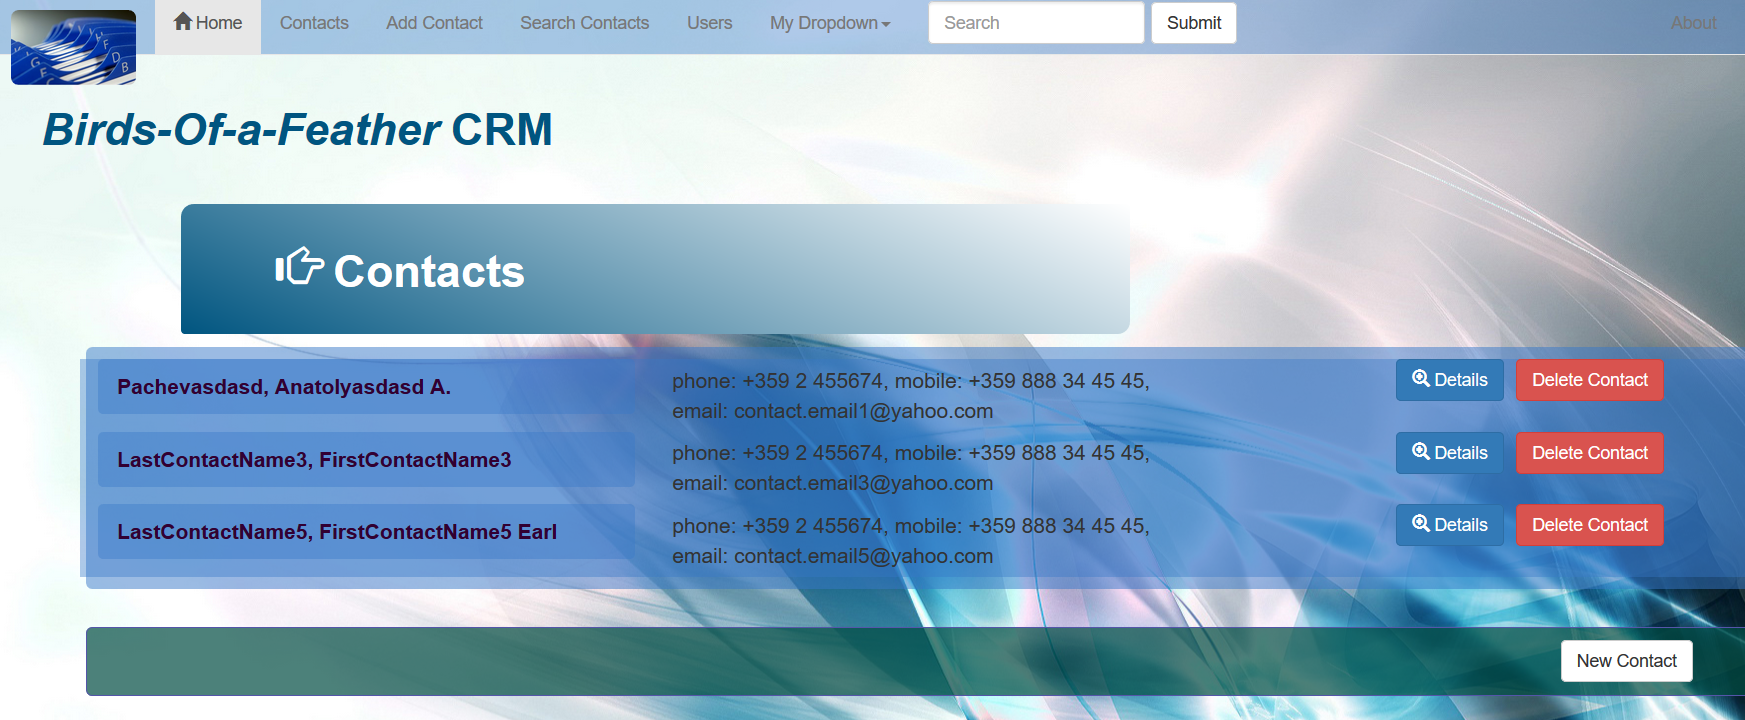 Home Contacts Add Contact Search Contacts Users My Dropdown Search Submit About
G F D B
Birds-Of-a-Feather CRM
Contacts
Pachevasdasd, Anatolyasdasd A.
phone: +359 2 455674, mobile: +359 888 34 45 45,
email: contact.email1@yahoo.com
Details Delete Contact
LastContactName3, FirstContactName3
phone: +359 2 455674, mobile: +359 888 34 45 45,
email: contact.email3@yahoo.com
Details Delete Contact
LastContactName5, FirstContactName5 Earl
phone: +359 2 455674, mobile: +359 888 34 45 45,
email: contact.email5@yahoo.com
Details Delete Contact
New Contact